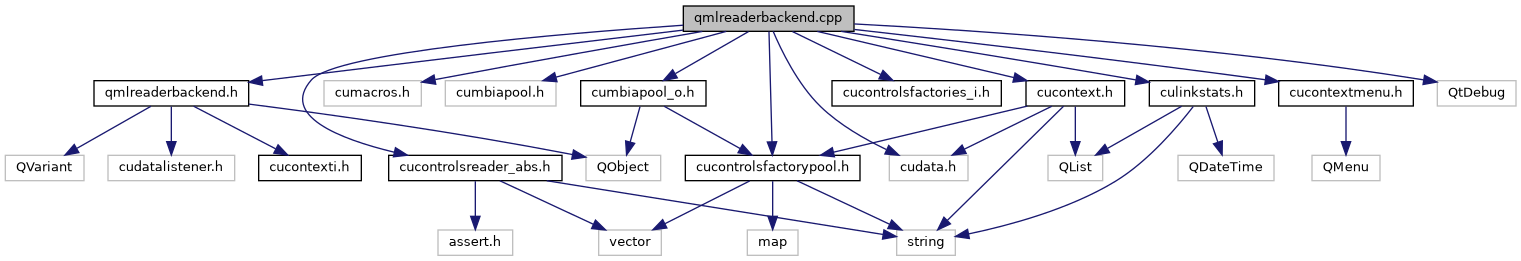 qmlreaderbackend.cpp
qmlreaderbackend.h
cumacros.h
cumbiapool.h
cumbiapool_o.h
cucontrolsfactories_i.h
cucontext.h
culinkstats.h
cucontextmenu.h
QtDebug
QVariant
cudatalistener.h
cucontexti.h
cucontrolsreader_abs.h
QObject
cucontrolsfactorypool.h
cudata.h
QList
QDateTime
QMenu
assert.h
vector
map
string